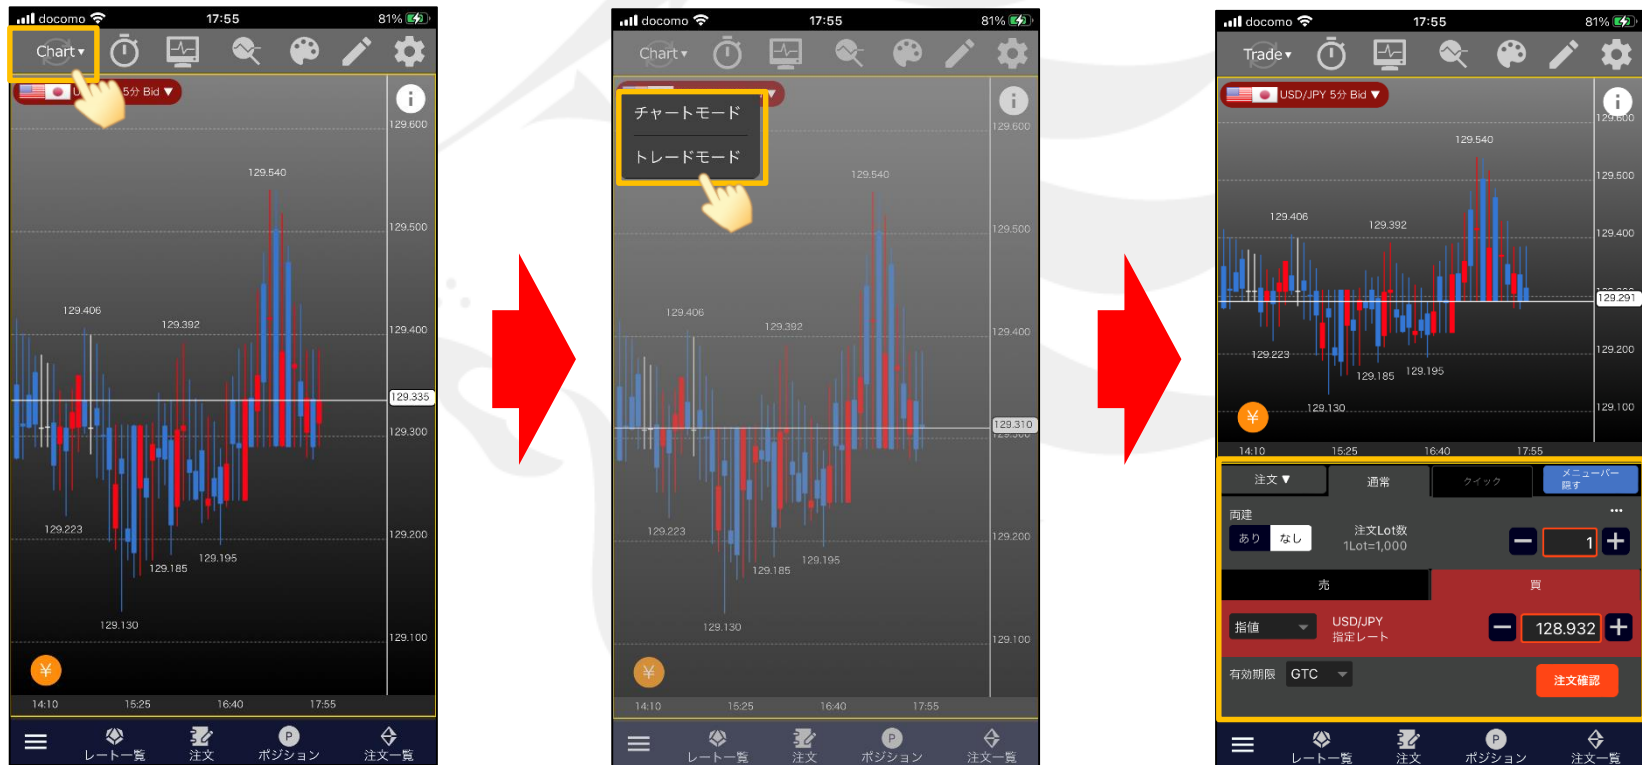 docomo 17:55 81%
Chart▼
5分 Bid ▼
i
129.600
129.540
129.500
129.406
129.392
129.400
129.335
129.300
129.223
129.195
129.185
129.200
129.130
129.100
¥
14:10 15:25 16:40 17:55
レート一覧 注文 P ポジション 注文一覧
docomo 17:55 81%
Chart▼
チャートモード
トレードモード
i
129.600
129.540
129.500
129.406
129.392
129.400
129.310
129.223
129.195
129.185
129.200
129.130
129.100
¥
14:10 15:25 16:40 17:55
レート一覧 注文 P ポジション 注文一覧
docomo 17:55 81%
Trade▼
USD/JPY 5分 Bid ▼
i
129.600
129.540
129.500
129.406
129.392
129.400
129.291
129.223
129.200
129.185
129.195
129.130
129.100
¥
14:10 15:25 16:40 17:55
注文▼ 通常 クイック メニューバー
隠す
両建
あり なし
注文Lot数
1Lot=1,000
1
売 買
指値
USD/JPY
指定レート
128.932
有効期限 GTC
注文確認
レート一覧 注文 P ポジション 注文一覧